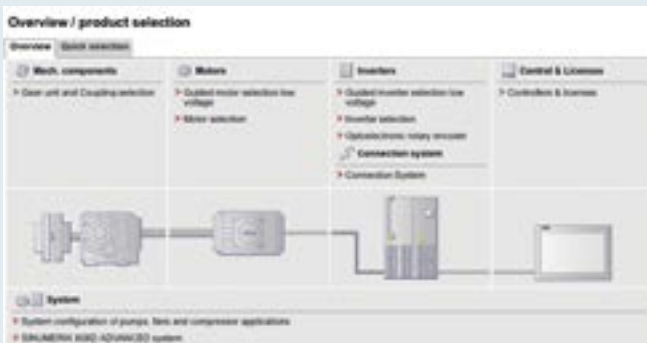 Overview / product selection
Overview Quick selection
Mech. components
> Gear unit and Coupling selection
Motors
> Guided motor selection low
voltage
> Motor selection
Inverters
> Guided inverter selection low
voltage
> Inverter selection
> Optoelectronic rotary encoder
Connection system
> Connection System
Control & Licenses
> Controllers & licenses
System
> System configuration of pumps, fans and compressor applications
> SINUMERIK ADVANCED system